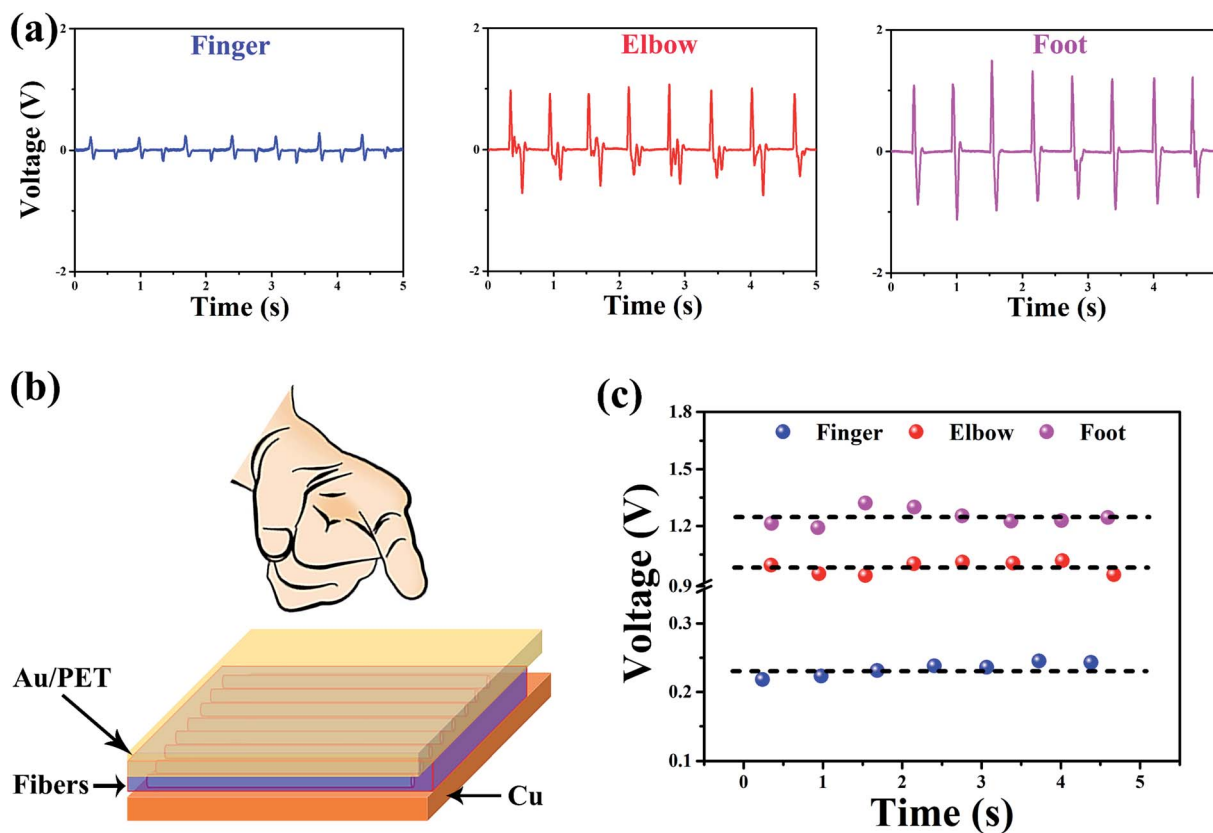 (a)
Finger
Voltage (V)
2
0
-2
0 1 2 3 4 5
Time (s)
Elbow
2
0
-2
0 1 2 3 4 5
Time (s)
Foot
2
0
-2
0 1 2 3 4
Time (s)
(b)
Au/PET
Fibers
Cu
(c)
Finger Elbow Foot
Voltage (V)
1.8
1.5
1.2
0.9
0.3
0.2
0.1
0 1 2 3 4 5
Time (s)